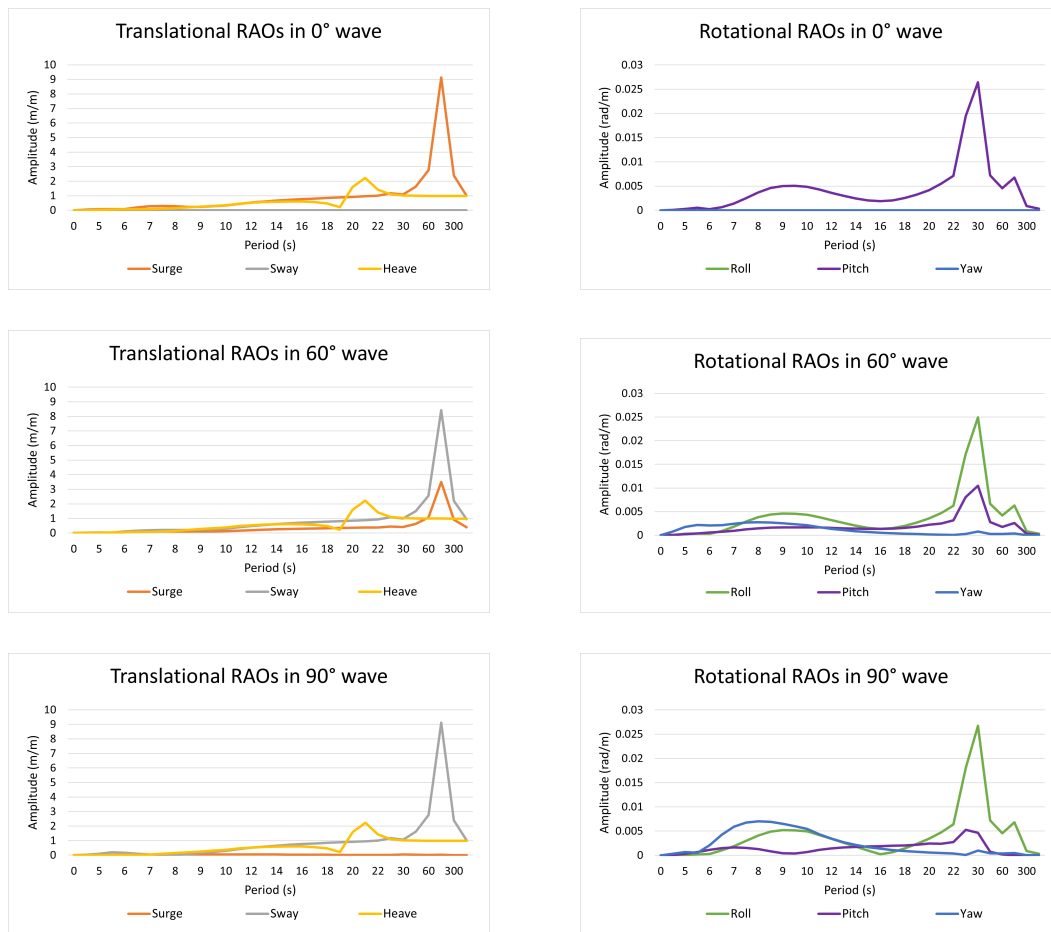 Translational RAOs in 0° wave
Amplitude (m/m)
10
9
8
7
6
5
4
3
2
1
0
0 5 6 7 8 9 10 12 14 16 18 20 22 30 60 300
Period (s)
Surge Sway Heave
Rotational RAOs in 0° wave
Amplitude (rad/m)
0.03
0.025
0.02
0.015
0.01
0.005
0
0 5 6 7 8 9 10 12 14 16 18 20 22 30 60 300
Period (s)
Roll Pitch Yaw
Translational RAOs in 60° wave
Amplitude (m/m)
10
9
8
7
6
5
4
3
2
1
0
0 5 6 7 8 9 10 12 14 16 18 20 22 30 60 300
Period (s)
Surge Sway Heave
Rotational RAOs in 60° wave
Amplitude (rad/m)
0.03
0.025
0.02
0.015
0.01
0.005
0
0 5 6 7 8 9 10 12 14 16 18 20 22 30 60 300
Period (s)
Roll Pitch Yaw
Translational RAOs in 90° wave
Amplitude (m/m)
10
9
8
7
6
5
4
3
2
1
0
0 5 6 7 8 9 10 12 14 16 18 20 22 30 60 300
Period (s)
Surge Sway Heave
Rotational RAOs in 90° wave
Amplitude (rad/m)
0.03
0.025
0.02
0.015
0.01
0.005
0
0 5 6 7 8 9 10 12 14 16 18 20 22 30 60 300
Period (s)
Roll Pitch Yaw